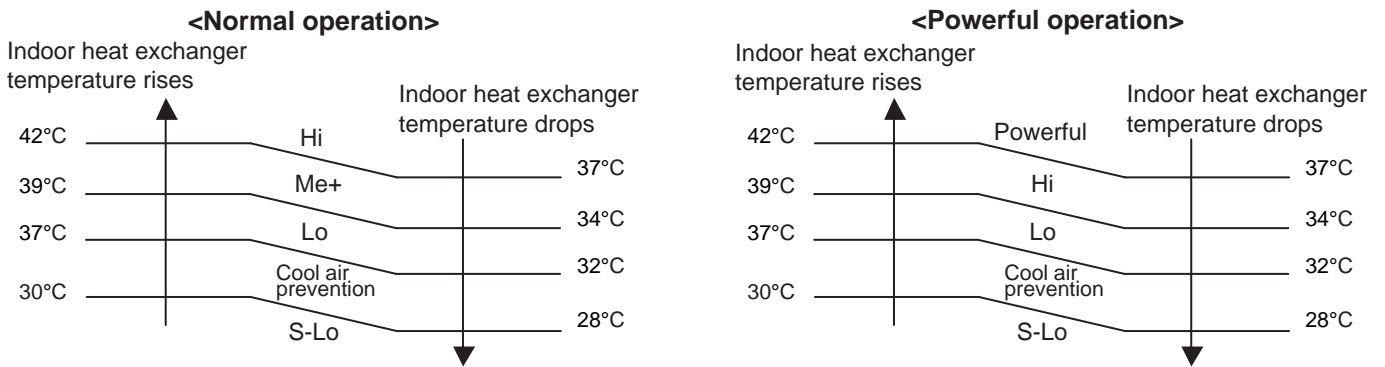 <Normal operation>
Indoor heat exchanger
temperature rises
Indoor heat exchanger
temperature drops
42°C
Hi
37°C
39°C
Me+
34°C
37°C
Lo
32°C
Cool air
prevention
30°C
28°C
S-Lo
<Powerful operation>
Indoor heat exchanger
temperature rises
Indoor heat exchanger
temperature drops
42°C
Powerful
37°C
39°C
Hi
34°C
37°C
Lo
32°C
Cool air
prevention
30°C
28°C
S-Lo